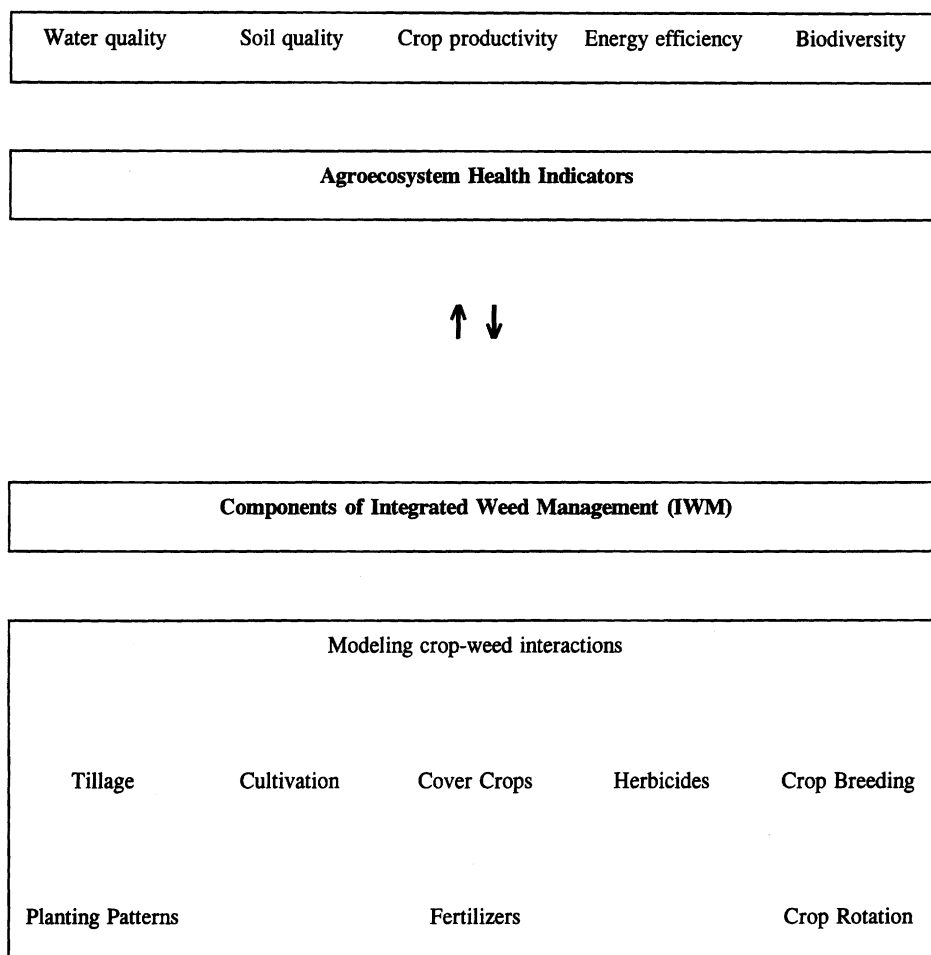 Water quality Soil quality Crop productivity Energy efficiency Biodiversity
Agroecosystem Health Indicators
↑ ↓
Components of Integrated Weed Management (IWM)
Modeling crop-weed interactions
Tillage Cultivation Cover Crops Herbicides Crop Breeding
Planting Patterns Fertilizers Crop Rotation